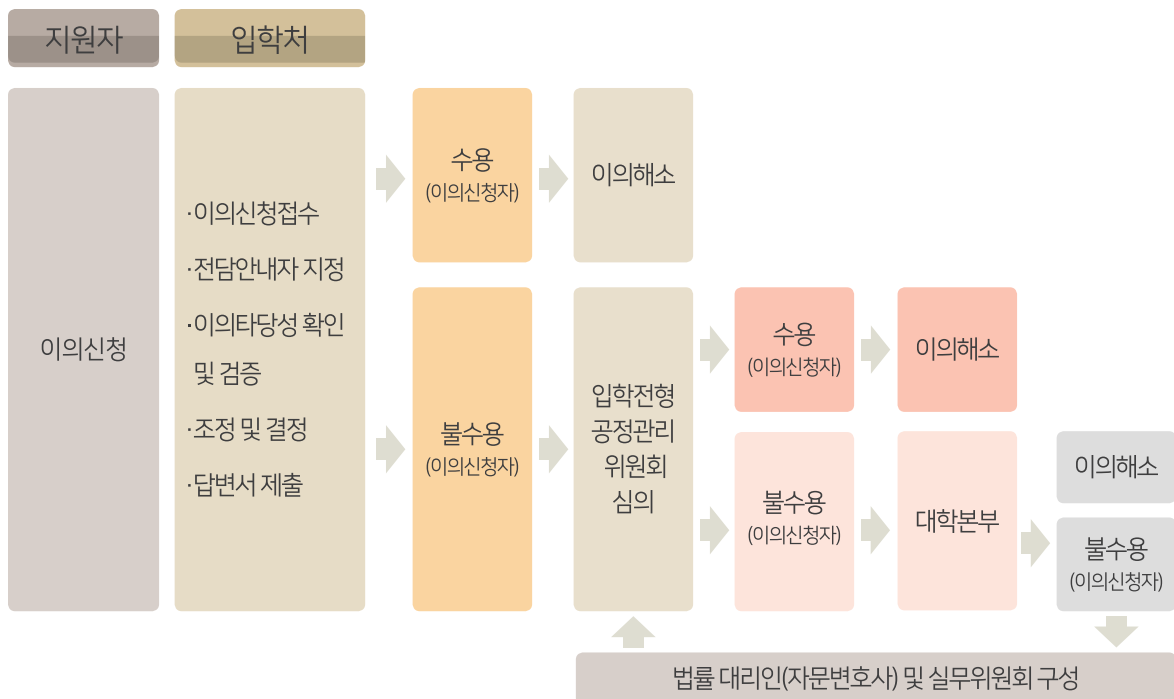 지원자
입학처
이의신청
·이의신청접수
·전담안내자 지정
·이의타당성 확인
및 검증
·조정 및 결정
·답변서 제출
수용
(이의신청자)
이의해소
불수용
(이의신청자)
입학전형
공정관리
위원회
심의
수용
(이의신청자)
이의해소
불수용
(이의신청자)
대학본부
이의해소
불수용
(이의신청자)
법률 대리인(자문변호사) 및 실무위원회 구성